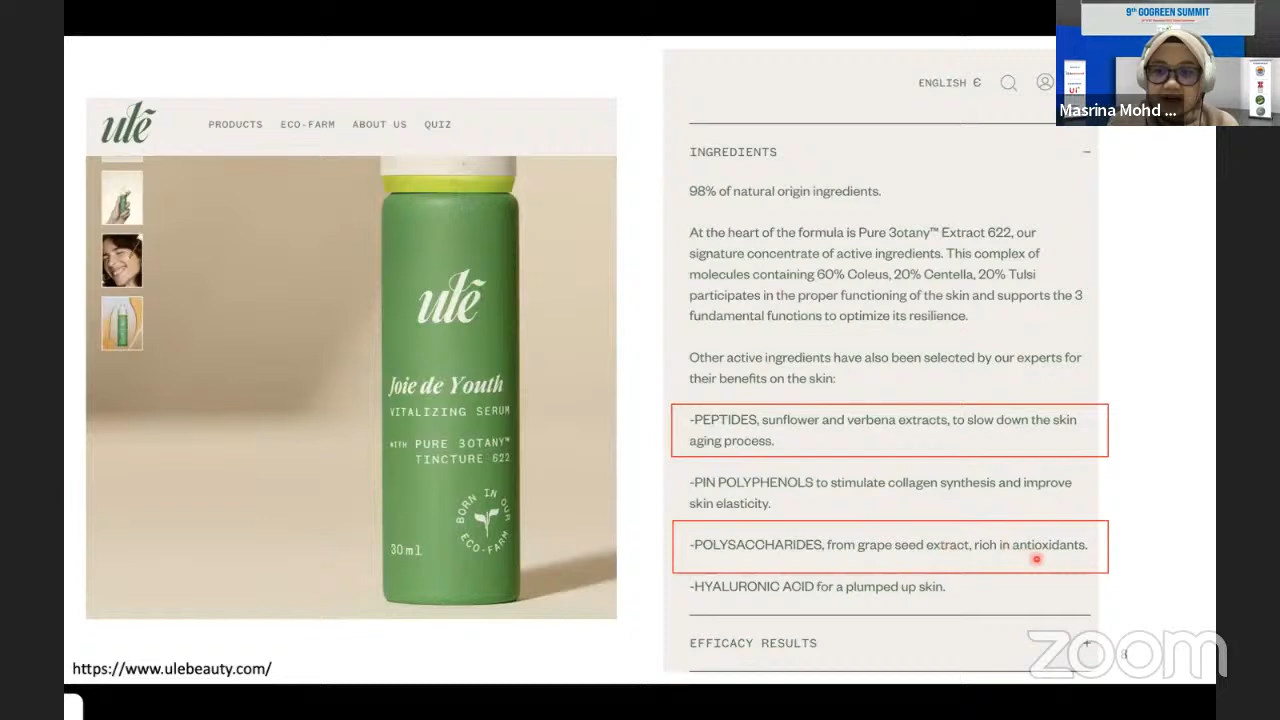 9th GOGREEN SUMMIT
Masrina Mohd ...
ulé
PRODUCTS ECO-FARM ABOUT US QUIZ
ulé
Joie de Youth
VITALIZING SERUM
WITH PURE 3OTANY™
TINCTURE 622
BORN IN OUR ECO-FARM
30 ml
https://www.ulebeauty.com/
ENGLISH €
INGREDIENTS −
98% of natural origin ingredients.
At the heart of the formula is Pure 3otany™ Extract 622, our
signature concentrate of active ingredients. This complex of
molecules containing 60% Coleus, 20% Centella, 20% Tulsi
participates in the proper functioning of the skin and supports the 3
fundamental functions to optimize its resilience.
Other active ingredients have also been selected by our experts for
their benefits on the skin:
-PEPTIDES, sunflower and verbena extracts, to slow down the skin
aging process.
-PIN POLYPHENOLS to stimulate collagen synthesis and improve
skin elasticity.
-POLYSACCHARIDES, from grape seed extract, rich in antioxidants.
-HYALURONIC ACID for a plumped up skin.
EFFICACY RESULTS +
8
zoom